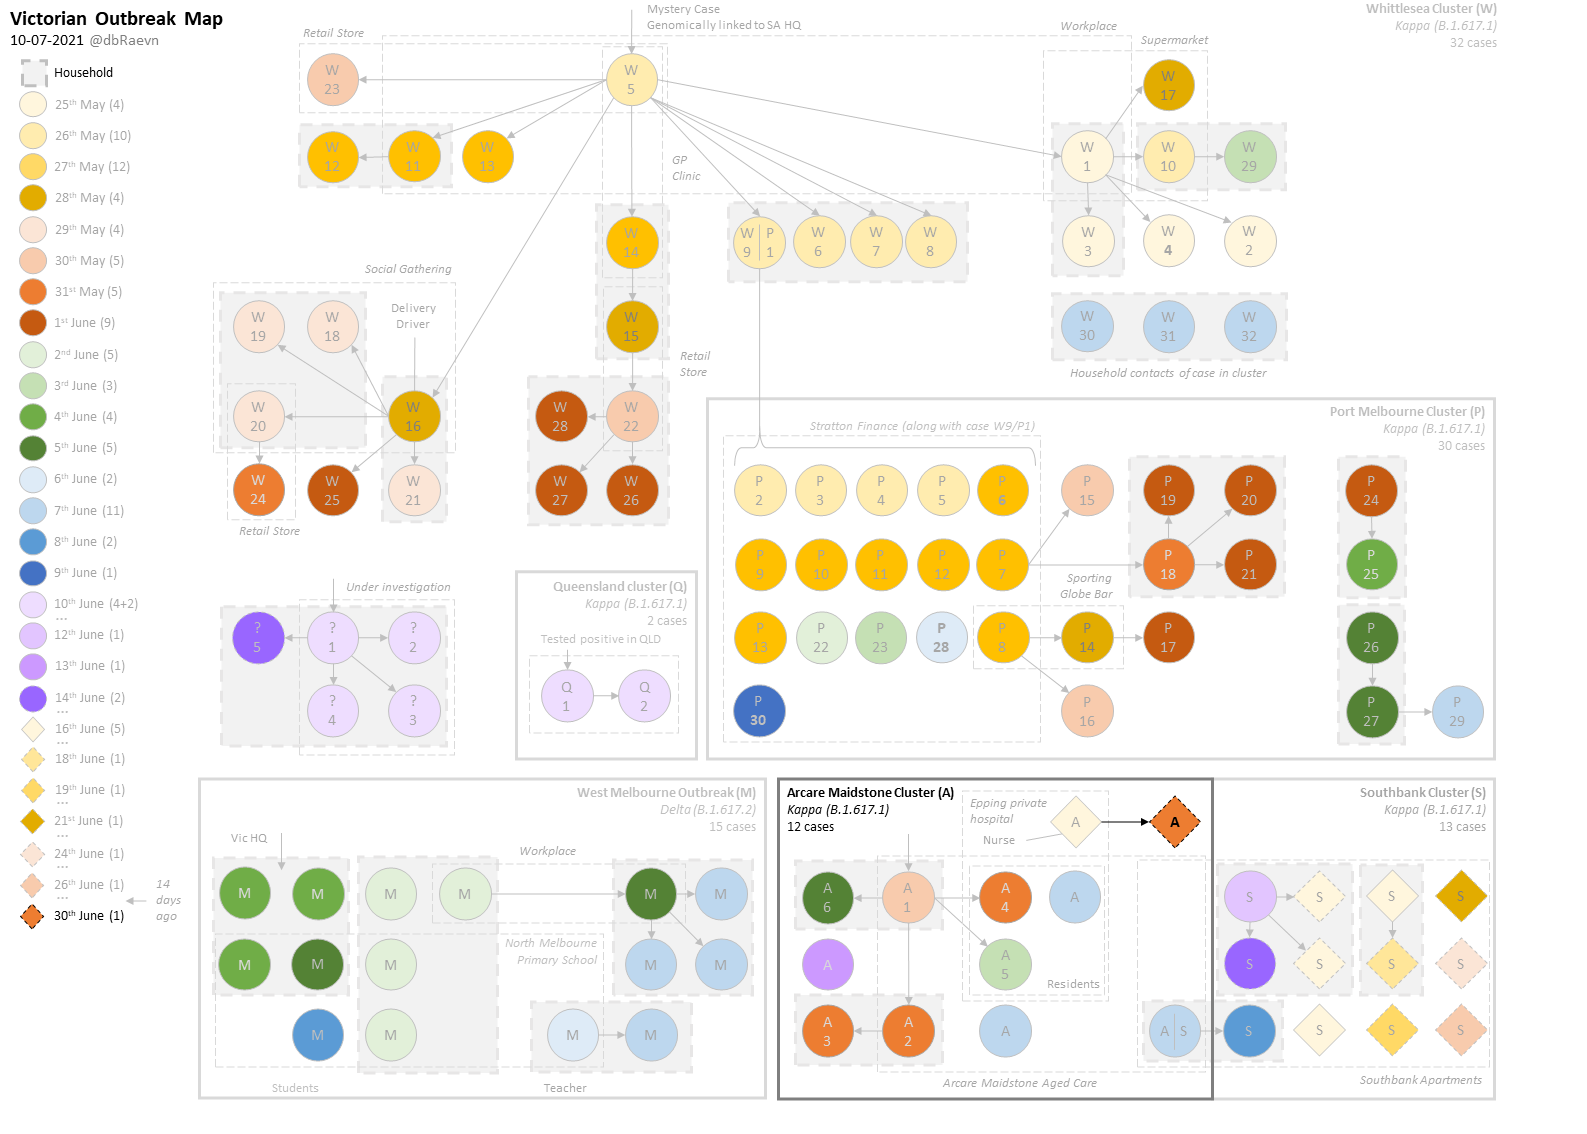 Victorian Outbreak Map
10-07-2021 @dbRaevn
Household
25th May (4)
26th May (10)
27th May (12)
28th May (4)
29th May (4)
30th May (5)
31st May (5)
1st June (9)
2nd June (5)
3rd June (3)
4th June (4)
5th June (5)
6th June (2)
7th June (11)
8th June (2)
9th June (1)
10th June (4+2)
...
12th June (1)
13th June (1)
14th June (2)
...
16th June (5)
...
18th June (1)
19th June (1)
...
21st June (1)
...
24th June (1)
...
26th June (1)
...
30th June (1)
14
days
ago
Mystery Case
Genomically linked to SA HQ
Whittlesea Cluster (W)
Kappa (B.1.617.1)
32 cases
Retail Store
Workplace
Supermarket
W
23
W
5
W
17
W
12
W
11
W
13
GP
Clinic
W
1
W
10
W
29
W
14
W
9
P
1
W
6
W
7
W
8
W
3
W
4
W
2
Social Gathering
Delivery
Driver
W
19
W
18
W
15
W
30
W
31
W
32
Retail
Store
Household contacts of case in cluster
W
20
W
16
W
28
W
22
W
24
W
25
W
21
W
27
W
26
Retail Store
Port Melbourne Cluster (P)
Kappa (B.1.617.1)
30 cases
Stratton Finance (along with case W9/P1)
P
2
P
3
P
4
P
5
P
6
P
15
P
19
P
20
P
24
P
9
P
10
P
11
P
12
P
7
P
18
P
21
P
25
Sporting
Globe Bar
P
13
P
22
P
23
P
28
P
8
P
14
P
17
P
26
P
30
P
16
P
27
P
29
Under investigation
?
5
?
1
?
2
?
4
?
3
Queensland cluster (Q)
Kappa (B.1.617.1)
2 cases
Tested positive in QLD
Q
1
Q
2
West Melbourne Outbreak (M)
Delta (B.1.617.2)
15 cases
Vic HQ
Workplace
M
M
M
M
M
M
North Melbourne
Primary School
M
M
M
M
M
M
M
M
M
Students
Teacher
Arcare Maidstone Cluster (A)
Kappa (B.1.617.1)
12 cases
Epping private
hospital
Nurse
A
A
A
6
A
1
A
4
A
A
A
5
Residents
A
3
A
2
A
A
S
Arcare Maidstone Aged Care
Southbank Cluster (S)
Kappa (B.1.617.1)
13 cases
S
S
S
S
S
S
S
S
S
S
S
S
Southbank Apartments